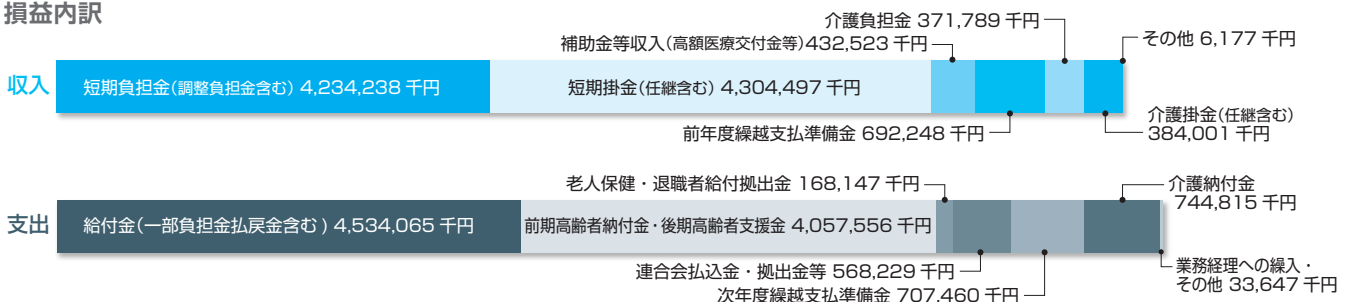 損益内訳
介護負担金 371,789 千円
補助金等収入(高額医療交付金等)432,523 千円
その他 6,177 千円
収入
短期負担金(調整負担金含む) 4,234,238 千円
短期掛金(任継含む) 4,304,497 千円
前年度繰越支払準備金 692,248 千円
介護掛金(任継含む)
384,001 千円
老人保健・退職者給付拠出金 168,147 千円
介護納付金
744,815 千円
支出
給付金(一部負担金払戻金含む) 4,534,065 千円
前期高齢者納付金・後期高齢者支援金 4,057,556 千円
連合会払込金・拠出金等 568,229 千円
次年度繰越支払準備金 707,460 千円
業務経理への繰入・
その他 33,647 千円